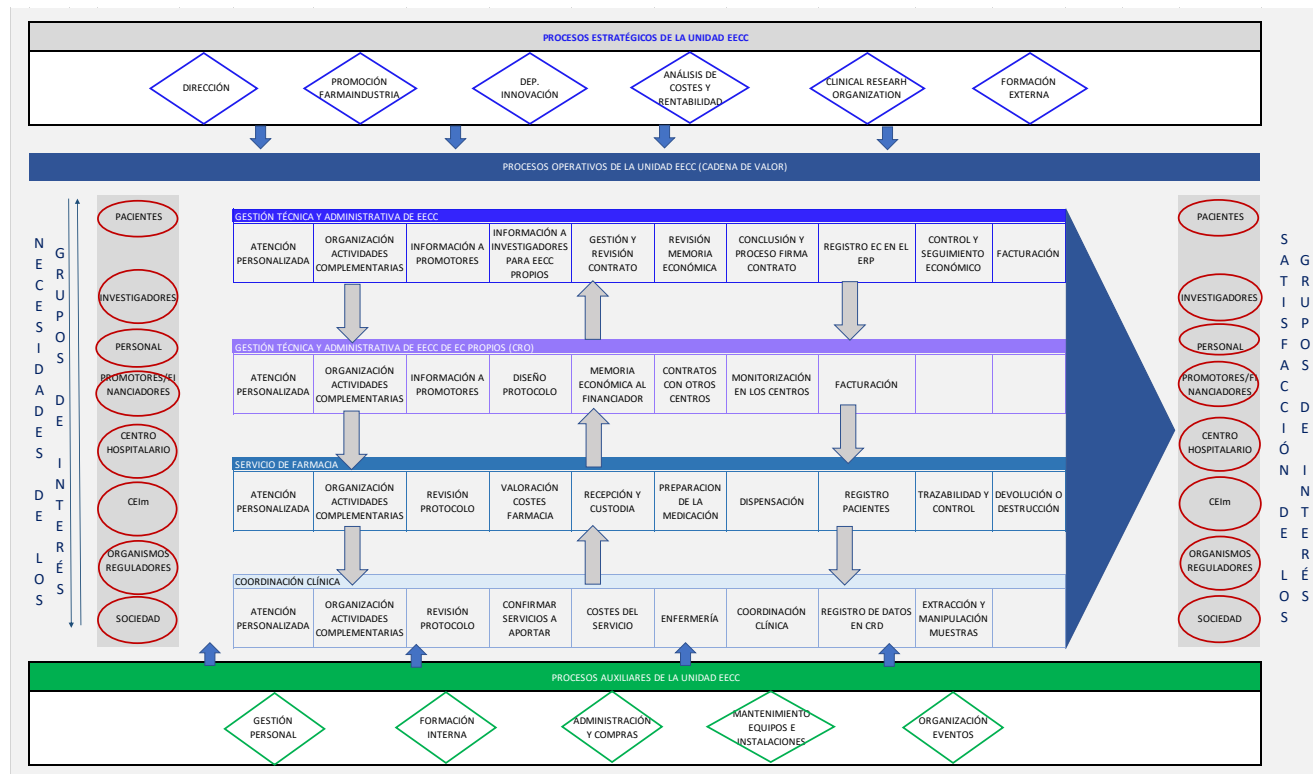 PROCESOS ESTRATÉGICOS DE LA UNIDAD EECC
DIRECCIÓN
PROMOCIÓN
FARMAINDUSTRIA
DEP.
INNOVACIÓN
ANÁLISIS DE
COSTES Y
RENTABILIDAD
CLINICAL RESEARH
ORGANIZATION
FORMACIÓN
EXTERNA
PROCESOS OPERATIVOS DE LA UNIDAD EECC (CADENA DE VALOR)
NECESIDADES DE LOS
GRUPOS DE INTERÉS
PACIENTES
INVESTIGADORES
PERSONAL
PROMOTORES/FI
NANCIADORES
CENTRO
HOSPITALARIO
CEIm
ORGANISMOS
REGULADORES
SOCIEDAD
GESTIÓN TÉCNICA Y ADMINISTRATIVA DE EECC
ATENCIÓN
PERSONALIZADA
ORGANIZACIÓN
ACTIVIDADES
COMPLEMENTARIAS
INFORMACIÓN A
PROMOTORES
INFORMACIÓN A
INVESTIGADORES
PARA EECC
PROPIOS
GESTIÓN Y
REVISIÓN
CONTRATO
REVISIÓN
MEMORIA
ECONÓMICA
CONCLUSIÓN Y
PROCESO FIRMA
CONTRATO
REGISTRO EC EN EL
ERP
CONTROL Y
SEGUIMIENTO
ECONÓMICO
FACTURACIÓN
GESTIÓN TÉCNICA Y ADMINISTRATIVA DE EECC DE EC PROPIOS (CRO)
ATENCIÓN
PERSONALIZADA
ORGANIZACIÓN
ACTIVIDADES
COMPLEMENTARIAS
INFORMACIÓN A
PROMOTORES
DISEÑO
PROTOCOLO
MEMORIA
ECONÓMICA AL
FINANCIADOR
CONTRATOS
CON OTROS
CENTROS
MONITORIZACIÓN
EN LOS CENTROS
FACTURACIÓN
SERVICIO DE FARMACIA
ATENCIÓN
PERSONALIZADA
ORGANIZACIÓN
ACTIVIDADES
COMPLEMENTARIAS
REVISIÓN
PROTOCOLO
VALORACIÓN
COSTES
FARMACIA
RECEPCIÓN Y
CUSTODIA
PREPARACION
DE LA
MEDICACIÓN
DISPENSACIÓN
REGISTRO
PACIENTES
TRAZABILIDAD Y
CONTROL
DEVOLUCIÓN O
DESTRUCCIÓN
COORDINACIÓN CLÍNICA
ATENCIÓN
PERSONALIZADA
ORGANIZACIÓN
ACTIVIDADES
COMPLEMENTARIAS
REVISIÓN
PROTOCOLO
CONFIRMAR
SERVICIOS A
APORTAR
COSTES DEL
SERVICIO
ENFERMERÍA
COORDINACIÓN
CLÍNICA
REGISTRO DE DATOS
EN CRD
EXTRACCIÓN Y
MANIPULACIÓN
MUESTRAS
PACIENTES
INVESTIGADORES
PERSONAL
PROMOTORES/FI
NANCIADORES
CENTRO
HOSPITALARIO
CEIm
ORGANISMOS
REGULADORES
SOCIEDAD
SATISFACCIÓN DE LOS
GRUPOS DE INTERÉS
PROCESOS AUXILIARES DE LA UNIDAD EECC
GESTIÓN
PERSONAL
FORMACIÓN
INTERNA
ADMINISTRACIÓN
Y COMPRAS
MANTENIMIENTO
EQUIPOS E
INSTALACIONES
ORGANIZACIÓN
EVENTOS